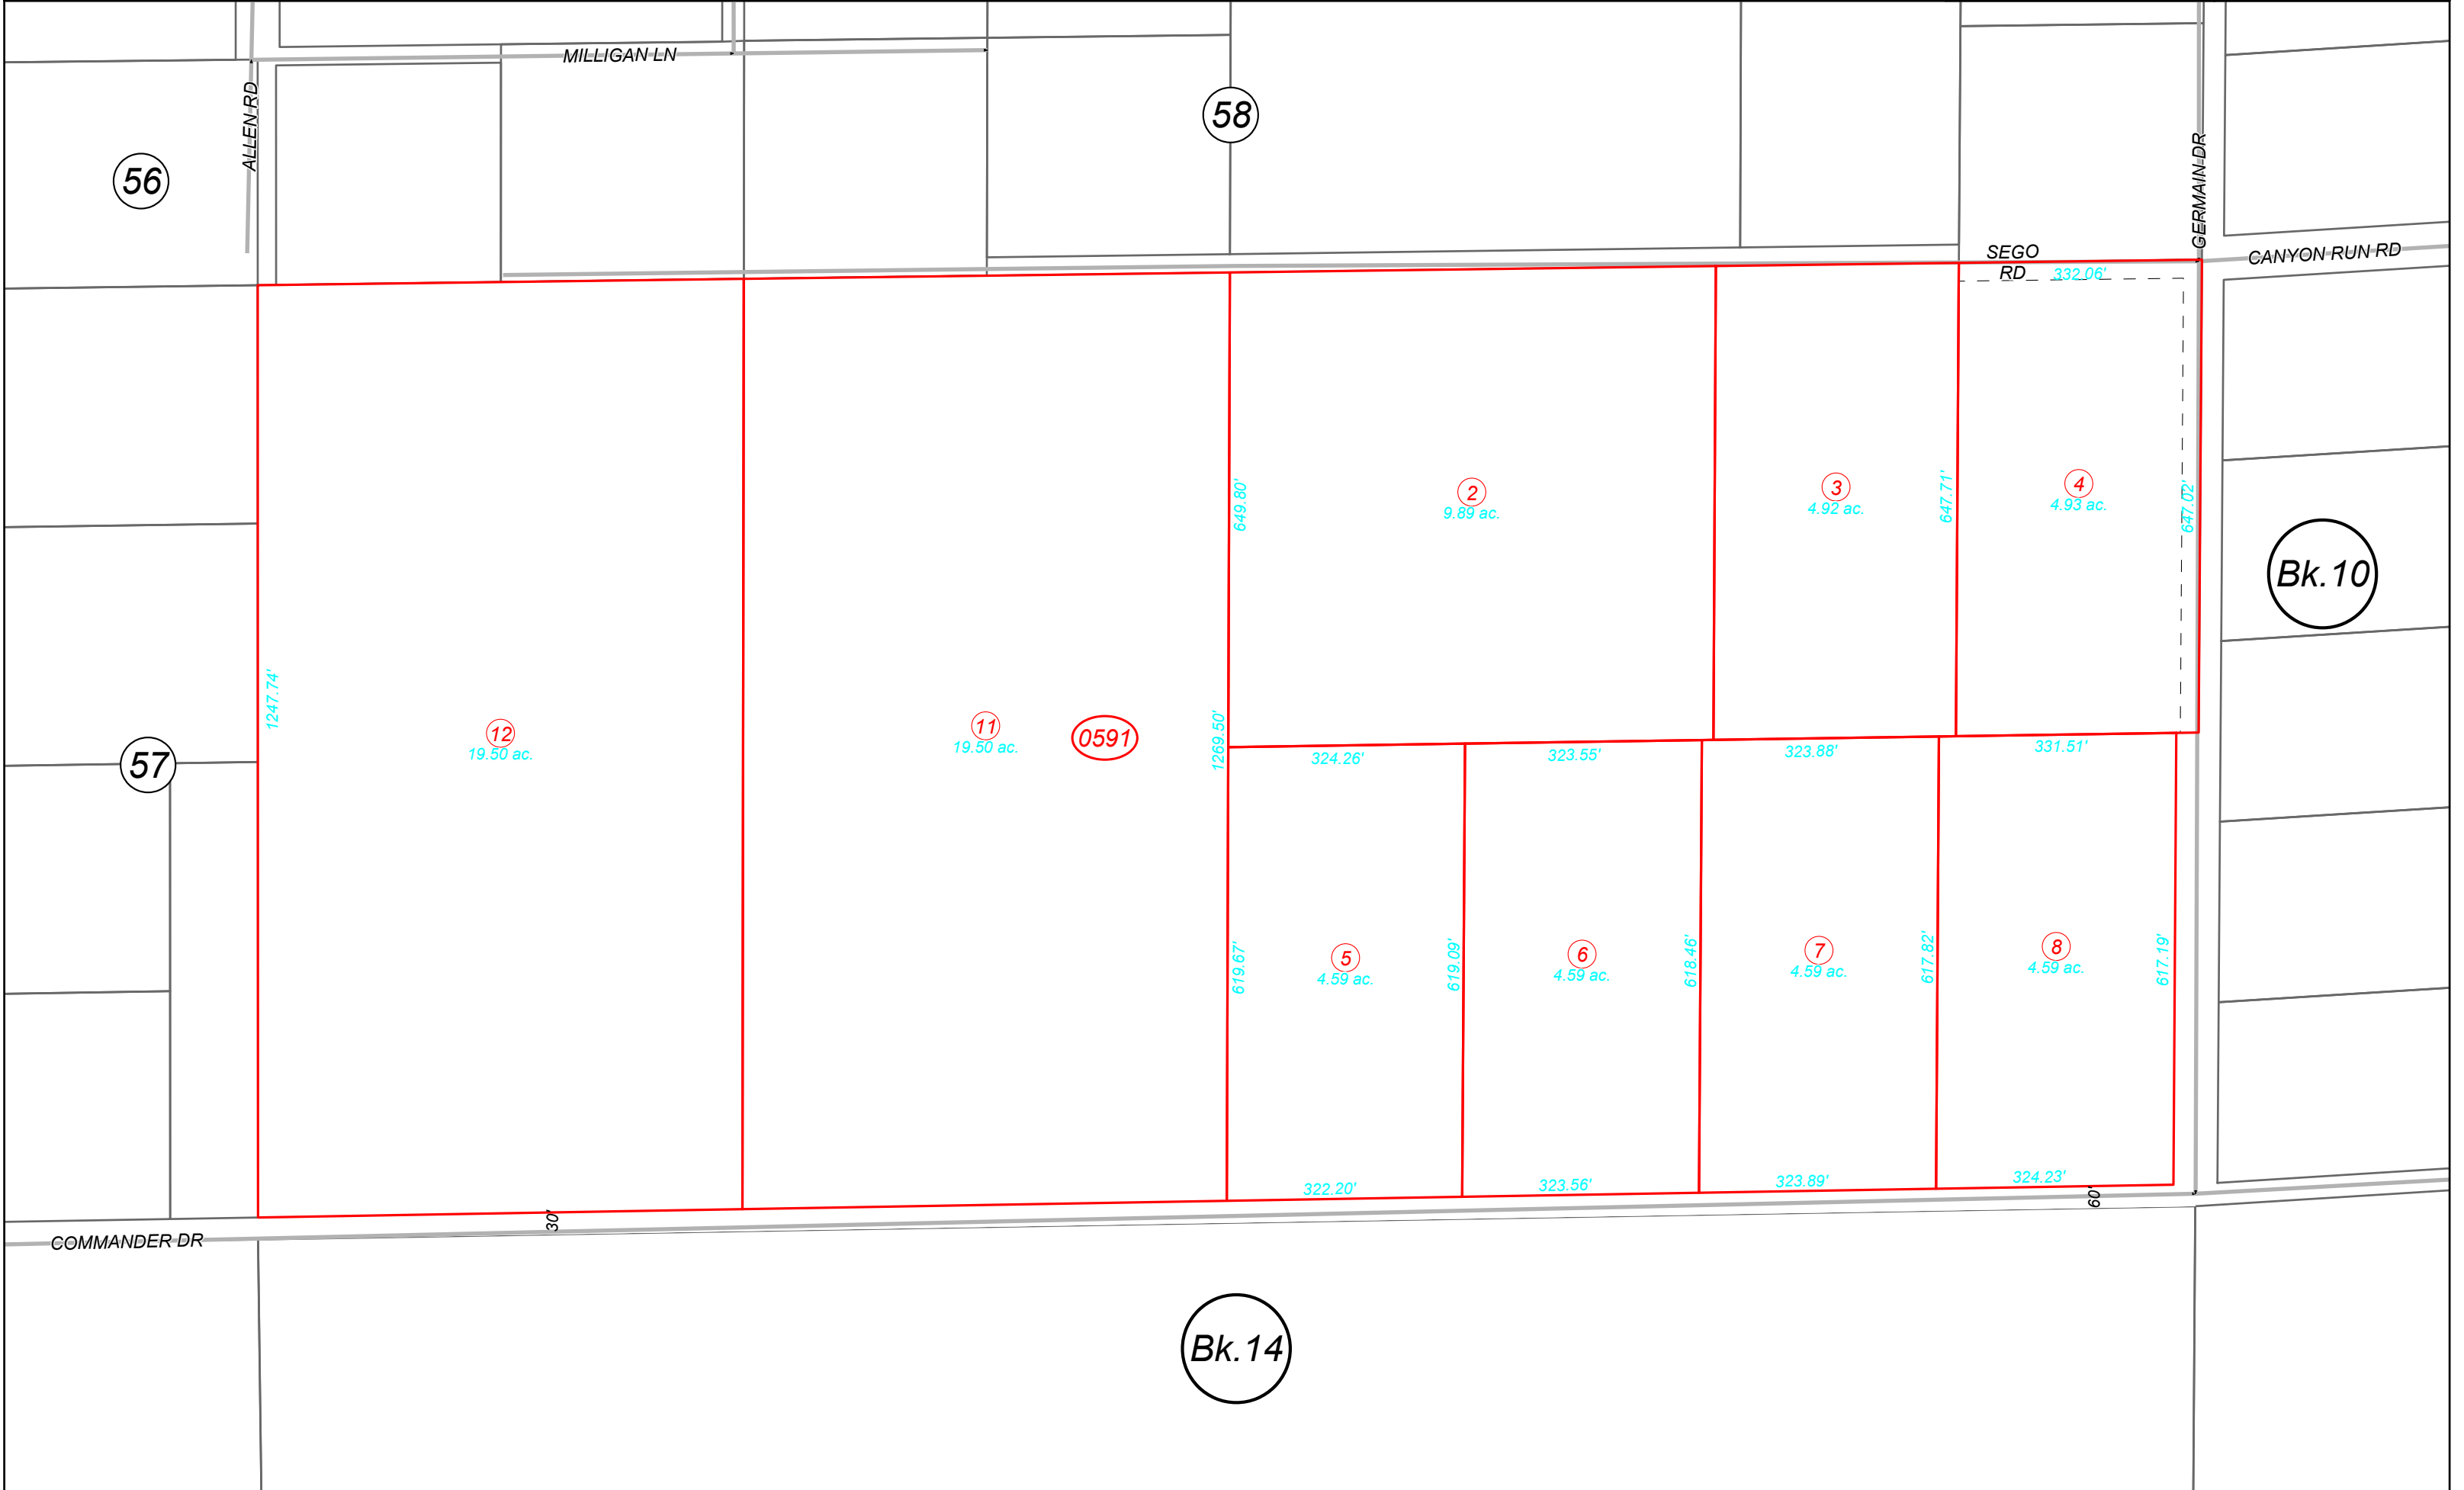 MILLIGAN LN
ALLEN RD
58
56
GERMAIN DR
SEGO
RD
332.06'
CANYON RUN RD
649.80'
2
9.89 ac.
3
4.92 ac.
647.71'
4
4.93 ac.
647.02'
Bk.10
1247.74'
12
19.50 ac.
11
19.50 ac.
0591
1269.50'
57
324.26'
323.55'
323.88'
331.51'
619.67'
5
4.59 ac.
619.09'
6
4.59 ac.
618.46'
7
4.59 ac.
617.82'
8
4.59 ac.
617.19'
322.20'
323.56'
323.89'
324.23'
30'
60'
COMMANDER DR
Bk.14